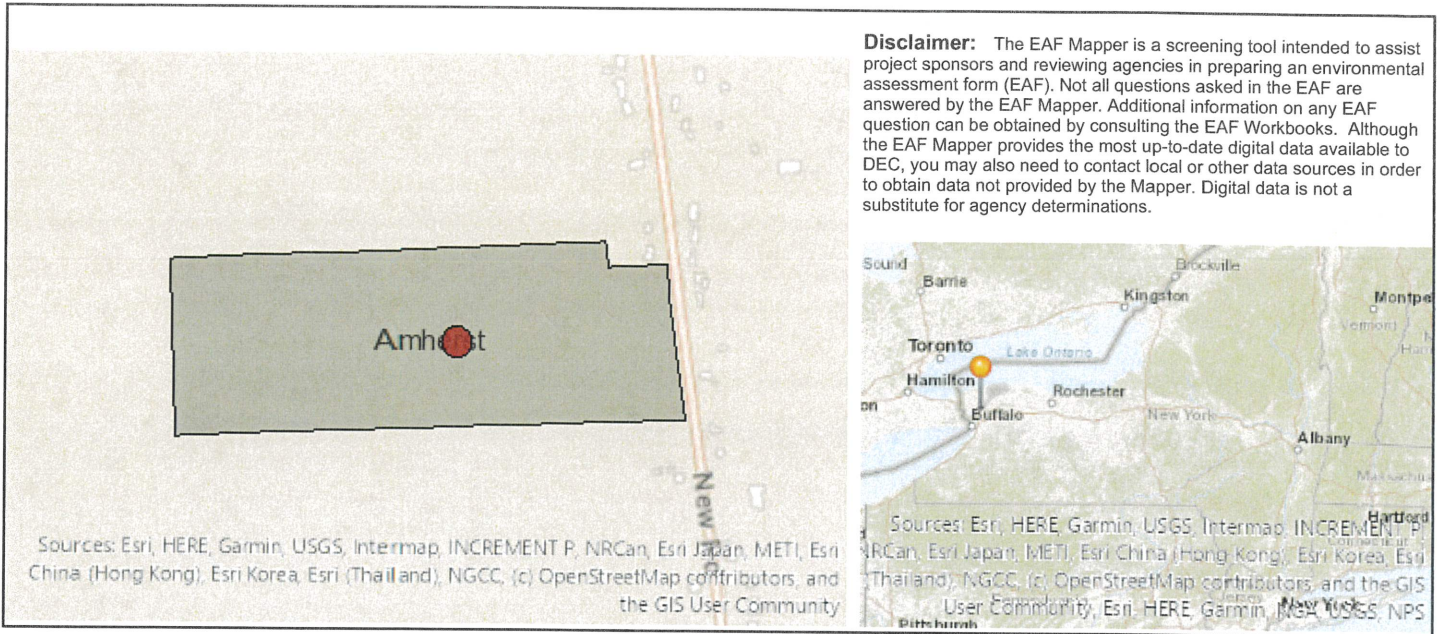 Disclaimer: The EAF Mapper is a screening tool intended to assist
project sponsors and reviewing agencies in preparing an environmental
assessment form (EAF). Not all questions asked in the EAF are
answered by the EAF Mapper. Additional information on any EAF
question can be obtained by consulting the EAF Workbooks. Although
the EAF Mapper provides the most up-to-date digital data available to
DEC, you may also need to contact local or other data sources in order
to obtain data not provided by the Mapper. Digital data is not a
substitute for agency determinations.
Amherst
New
Sources: Esri, HERE, Garmin, USGS, Intermap, INCREMENT P, NRCan, Esri Japan, METI, Esri
China (Hong Kong), Esri Korea, Esri (Thailand), NGCC, (c) OpenStreetMap contributors, and
the GIS User Community
Sound
Barrie
Brockville
Kingston
Montpe
Vermont
Toronto
Lake Ontario
Hamilton
Rochester
Buffalo
New York
Albany
Hartford
Sources: Esri, HERE, Garmin, USGS, Intermap, INCREMENT P,
NRCan, Esri Japan, METI, Esri China (Hong Kong), Esri Korea, Esri
(Thailand), NGCC, (c) OpenStreetMap contributors, and the GIS
User Community, Esri, HERE, Garmin, NGA, USGS, NPS
New York
Pittsburgh